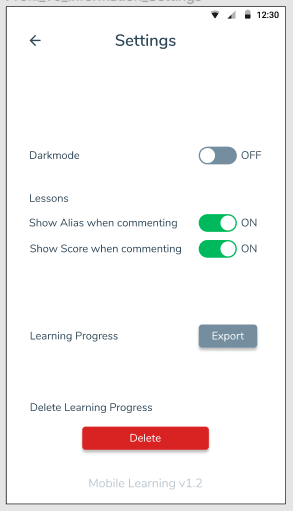 12:30
Settings
Darkmode OFF
Lessons
Show Alias when commenting ON
Show Score when commenting ON
Learning Progress Export
Delete Learning Progress
Delete
Mobile Learning v1.2